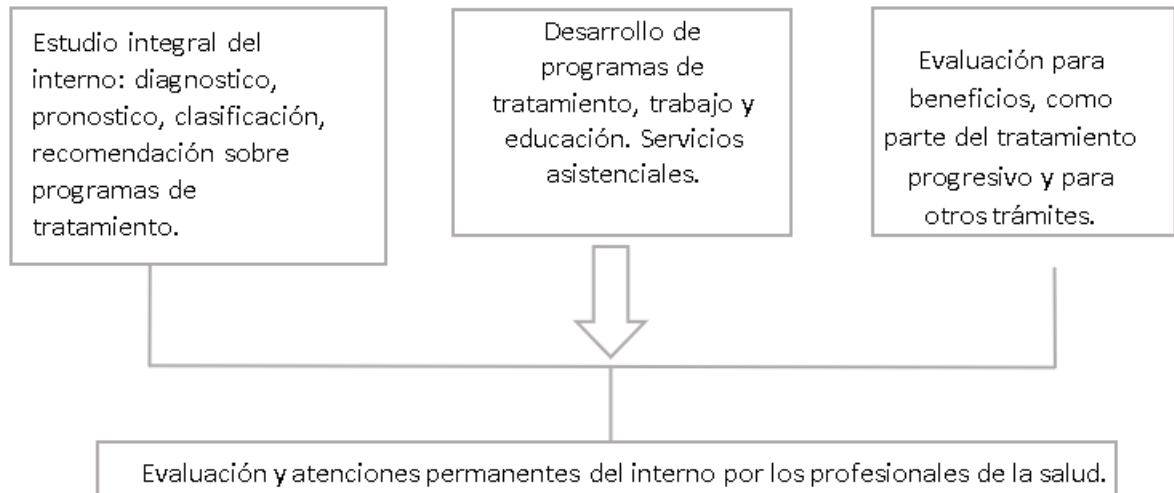 Estudio integral del
interno: diagnostico,
pronostico, clasificación,
recomendación sobre
programas de
tratamiento.
Desarrollo de
programas de
tratamiento, trabajo y
educación. Servicios
asistenciales.
Evaluación para
beneficios, como
parte del tratamiento
progresivo y para
otros trámites.
Evaluación y atenciones permanentes del interno por los profesionales de la salud.